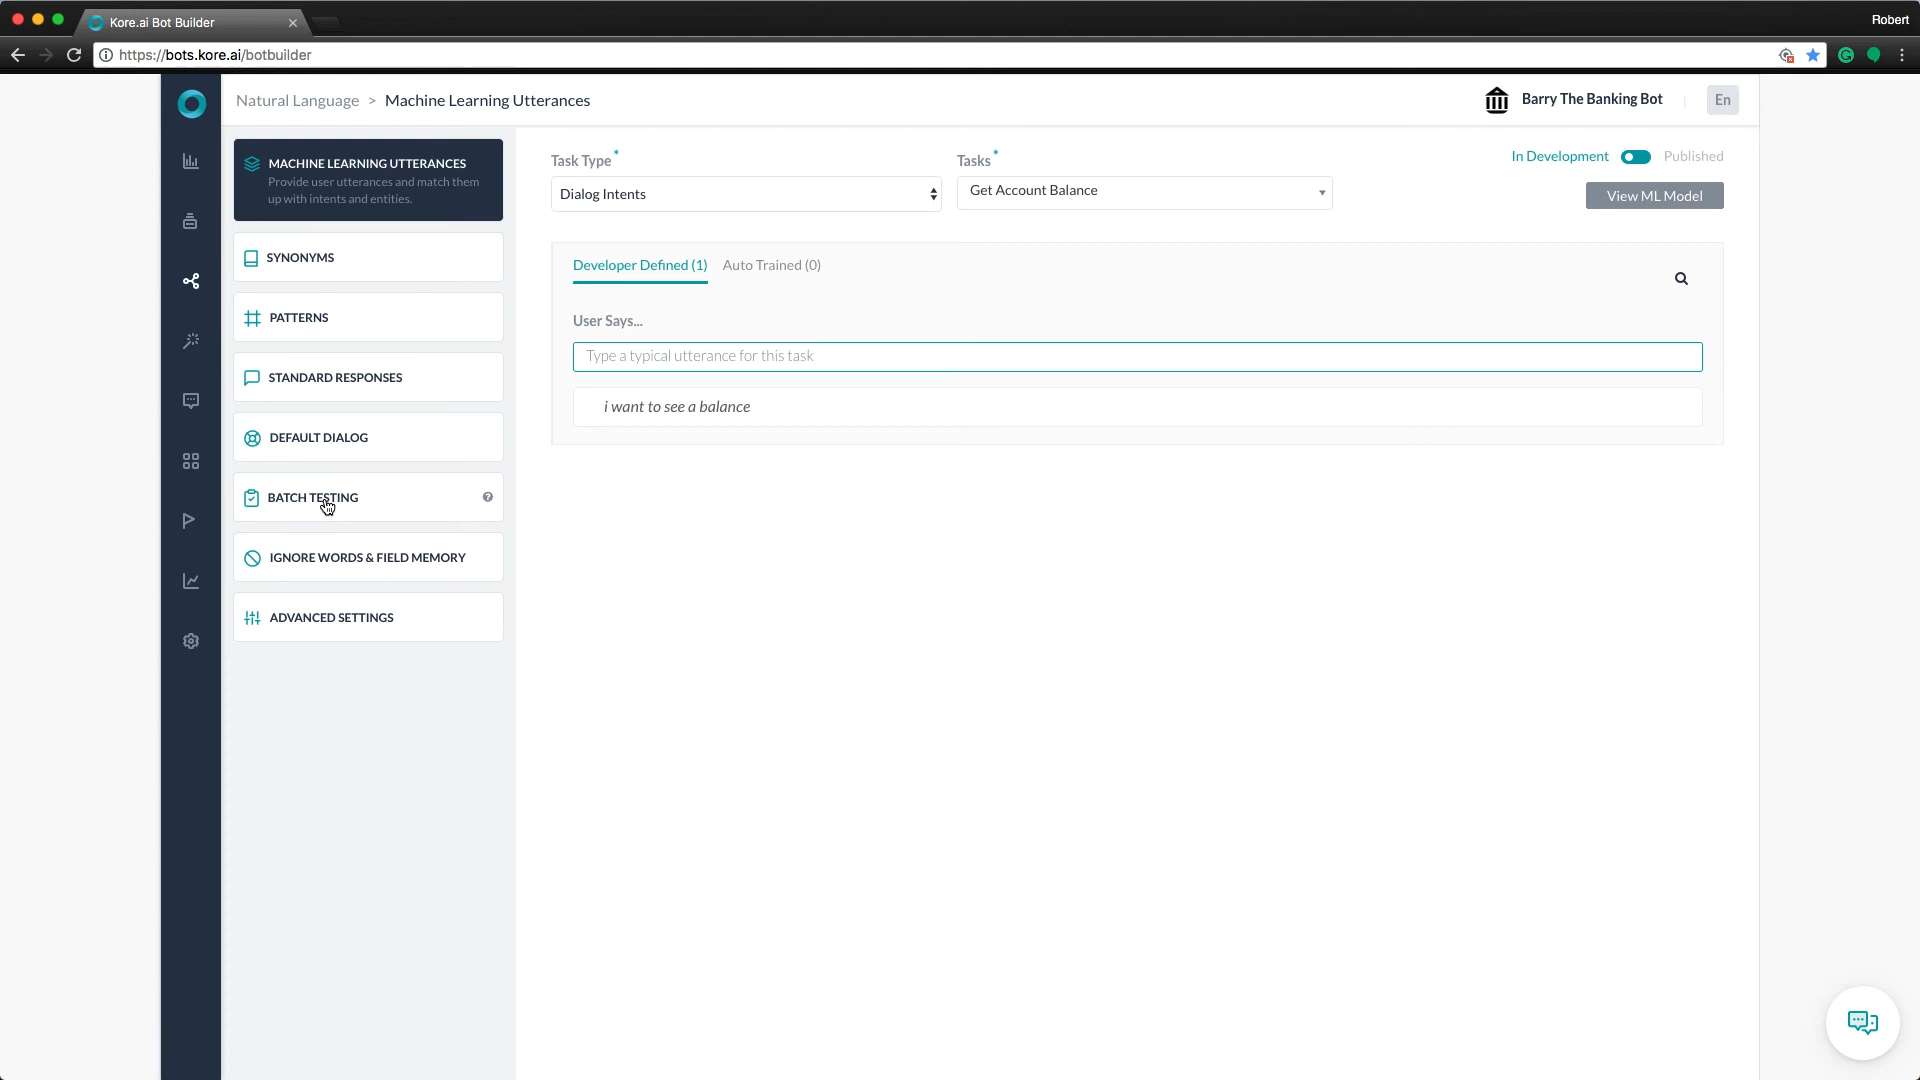 Kore.ai Bot Builder
Robert
https://bots.kore.ai/botbuilder
Natural Language > Machine Learning Utterances
Barry The Banking Bot
En
MACHINE LEARNING UTTERANCES
Provide user utterances and match them
up with intents and entities.
SYNONYMS
PATTERNS
STANDARD RESPONSES
DEFAULT DIALOG
BATCH TESTING
IGNORE WORDS & FIELD MEMORY
ADVANCED SETTINGS
Task Type *
Tasks *
In Development
Published
Dialog Intents
Get Account Balance
View ML Model
Developer Defined (1)
Auto Trained (0)
User Says...
Type a typical utterance for this task
i want to see a balance